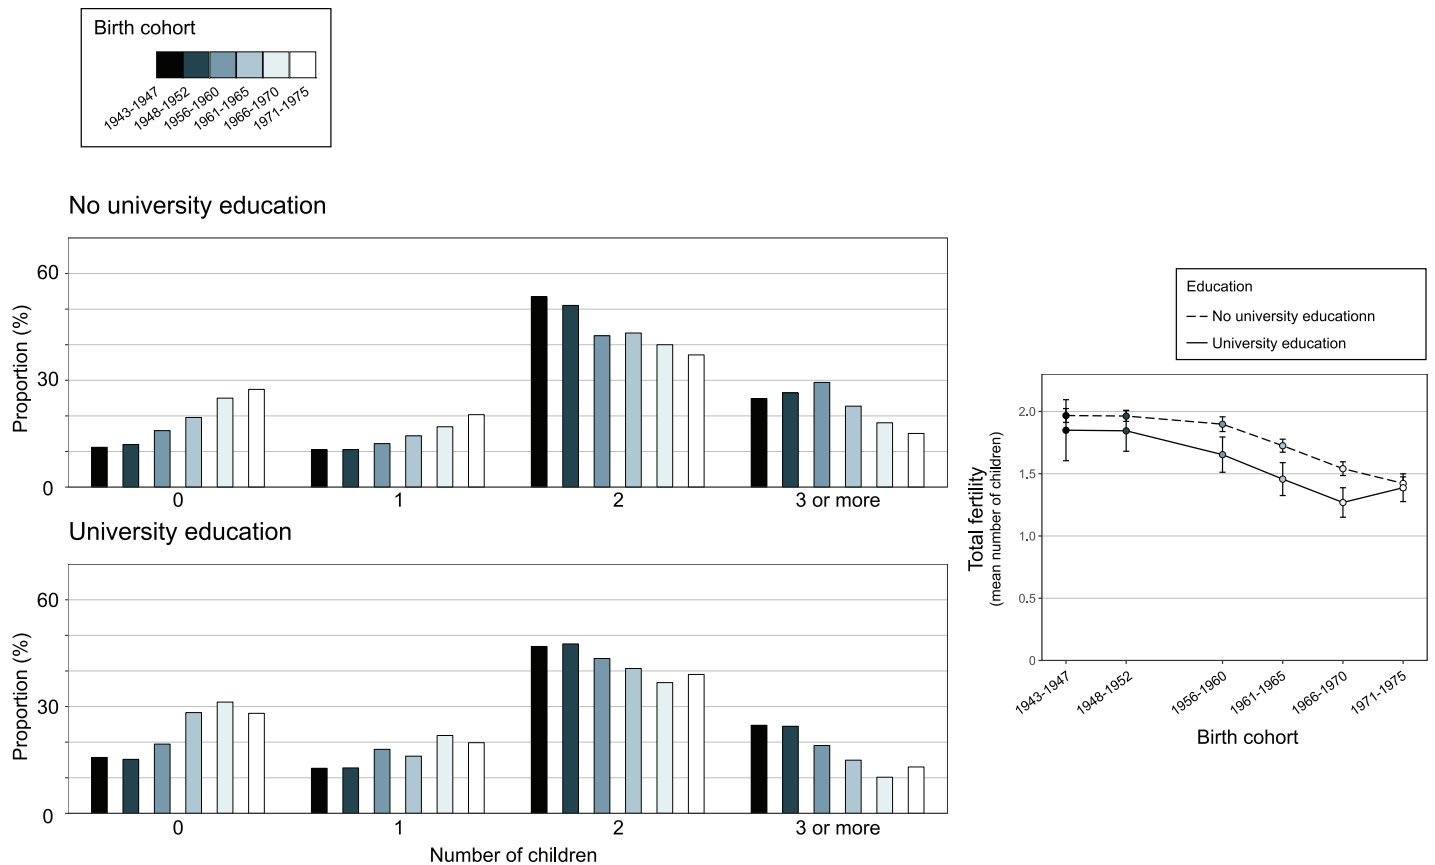 Birth cohort
1943-1947
1948-1952
1956-1960
1961-1965
1966-1970
1971-1975
No university education
Proportion (%)
60
30
0
0 1 2 3 or more
University education
Proportion (%)
60
30
0
0 1 2 3 or more
Number of children
Education
No university educationn
University education
Total fertility
(mean number of children)
2.0
1.5
1.0
0.5
0
1943-1947
1948-1952
1956-1960
1961-1965
1966-1970
1971-1975
Birth cohort